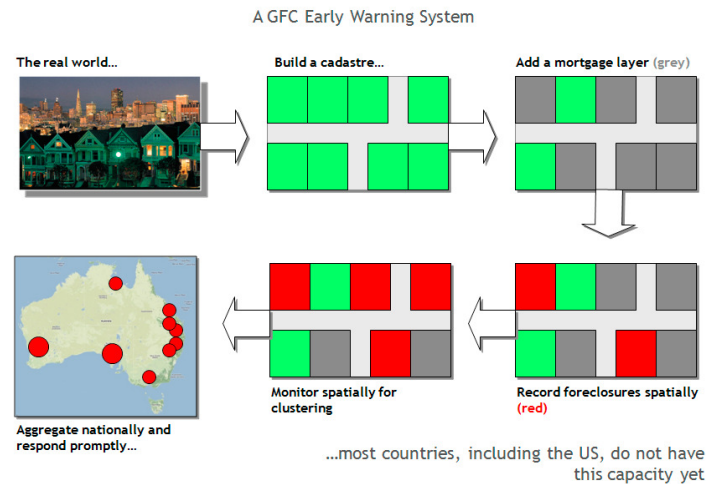 A GFC Early Warning System
The real world...
Build a cadastre...
Add a mortgage layer (grey)
Record foreclosures spatially
(red)
Monitor spatially for
clustering
Aggregate nationally and
respond promptly...
...most countries, including the US, do not have
this capacity yet